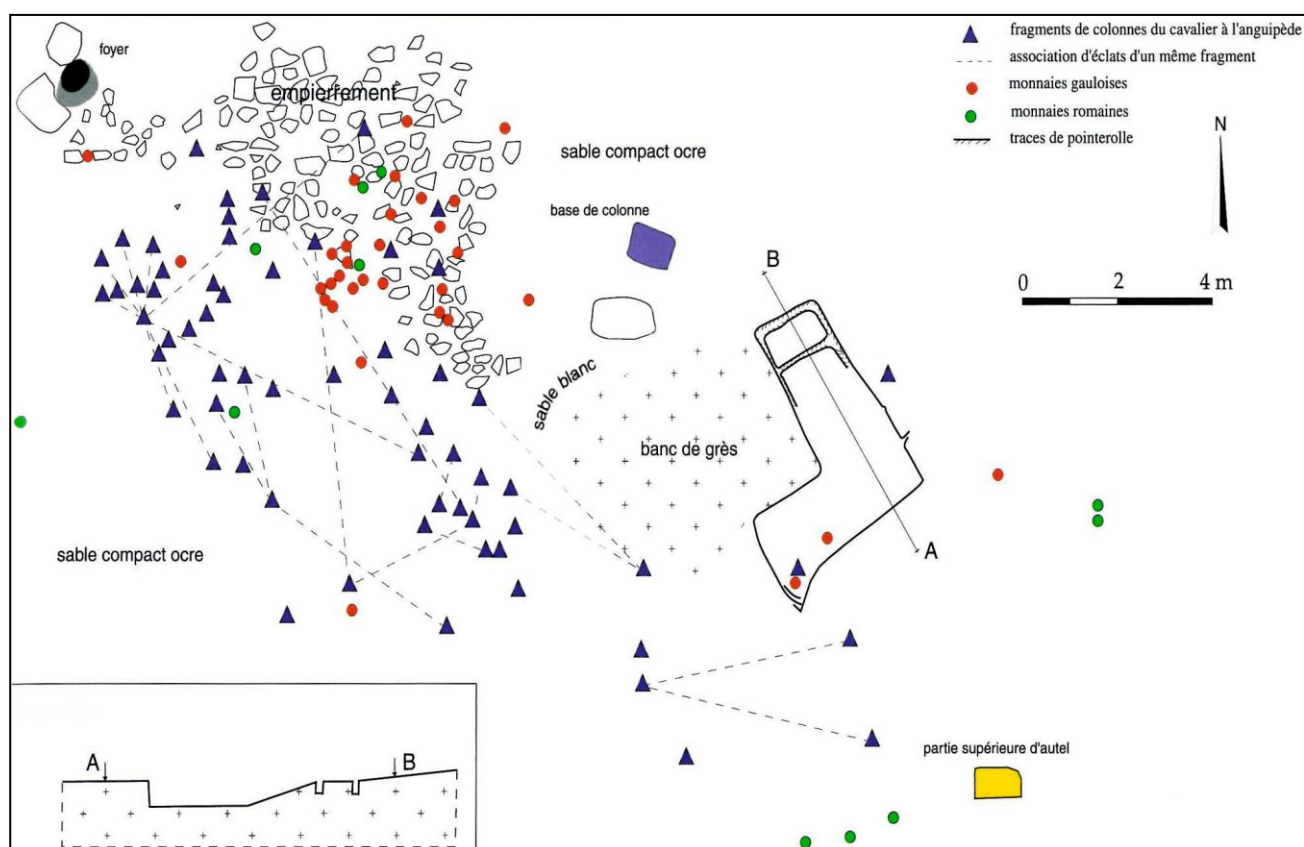 foyer
empierrement
sable compact ocre
base de colonne
B
sable blanc
banc de grès
A
sable compact ocre
partie supérieure d'autel
A
B
fragments de colonnes du cavalier à l'anguipède
association d'éclats d'un même fragment
monnaies gauloises
monnaies romaines
traces de pointerolle
N
0 2 4 m